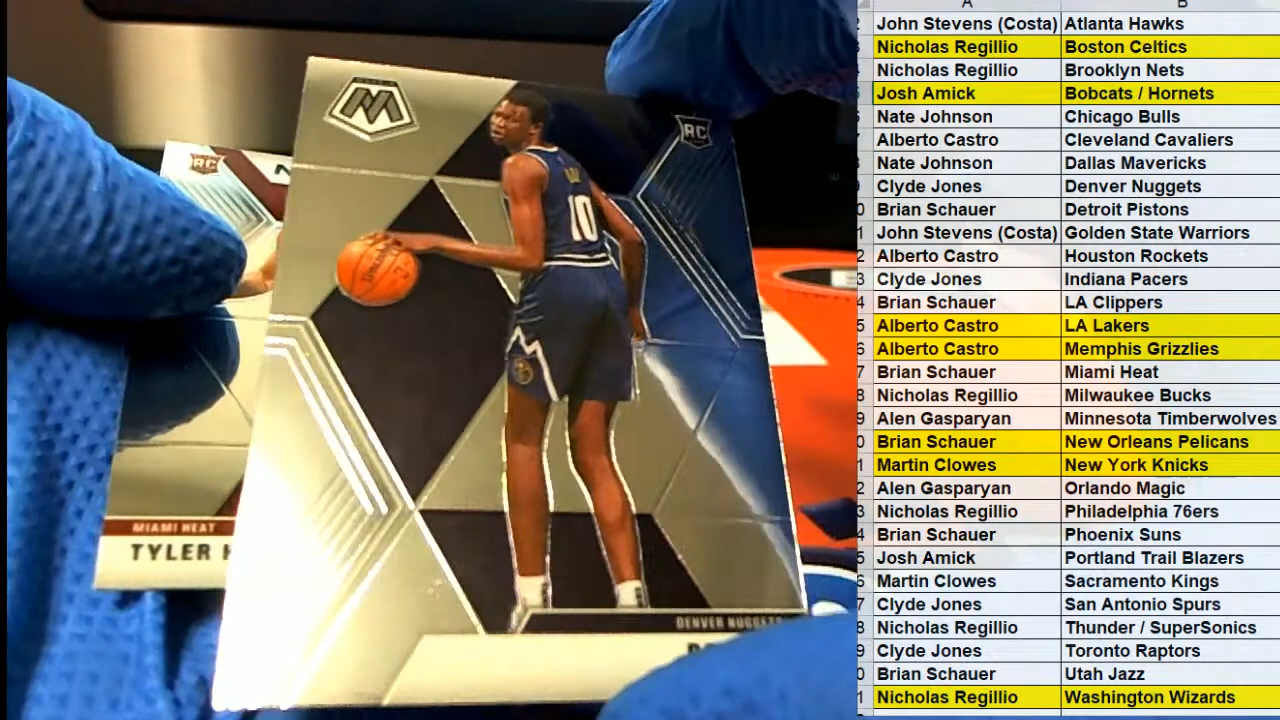 A B
John Stevens (Costa) Atlanta Hawks
Nicholas Regillio Boston Celtics
Nicholas Regillio Brooklyn Nets
Josh Amick Bobcats / Hornets
Nate Johnson Chicago Bulls
Alberto Castro Cleveland Cavaliers
Nate Johnson Dallas Mavericks
Clyde Jones Denver Nuggets
Brian Schauer Detroit Pistons
John Stevens (Costa) Golden State Warriors
Alberto Castro Houston Rockets
Clyde Jones Indiana Pacers
Brian Schauer LA Clippers
Alberto Castro LA Lakers
Alberto Castro Memphis Grizzlies
Brian Schauer Miami Heat
Nicholas Regillio Milwaukee Bucks
Alen Gasparyan Minnesota Timberwolves
Brian Schauer New Orleans Pelicans
Martin Clowes New York Knicks
Alen Gasparyan Orlando Magic
Nicholas Regillio Philadelphia 76ers
Brian Schauer Phoenix Suns
Josh Amick Portland Trail Blazers
Martin Clowes Sacramento Kings
Clyde Jones San Antonio Spurs
Nicholas Regillio Thunder / SuperSonics
Clyde Jones Toronto Raptors
Brian Schauer Utah Jazz
Nicholas Regillio Washington Wizards
RC
RC
10
SPALDING
DENVER NUGGETS
MIAMI HEAT
TYLER